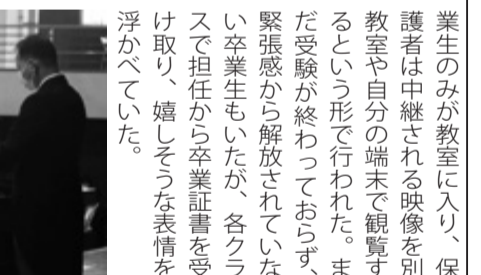 業生のみが教室に入り、保
護者は中継される映像を別
教室や自分の端末で観覧す
るという形で行われた。ま
だ受験が終わっておらず、
緊張感から解放されていな
い卒業生もいたが、各クラ
スで担任から卒業証書を受
け取り、嬉しそうな表情を
浮かべていた。